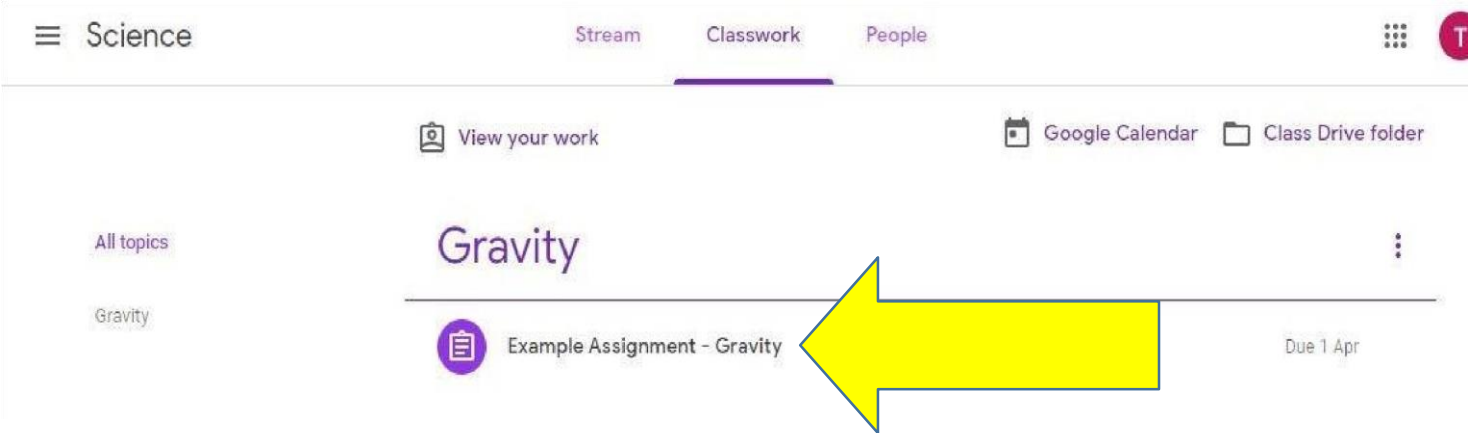 Science
Stream Classwork People
T
View your work
Google Calendar Class Drive folder
All topics
Gravity
Gravity
Example Assignment - Gravity
Due 1 Apr